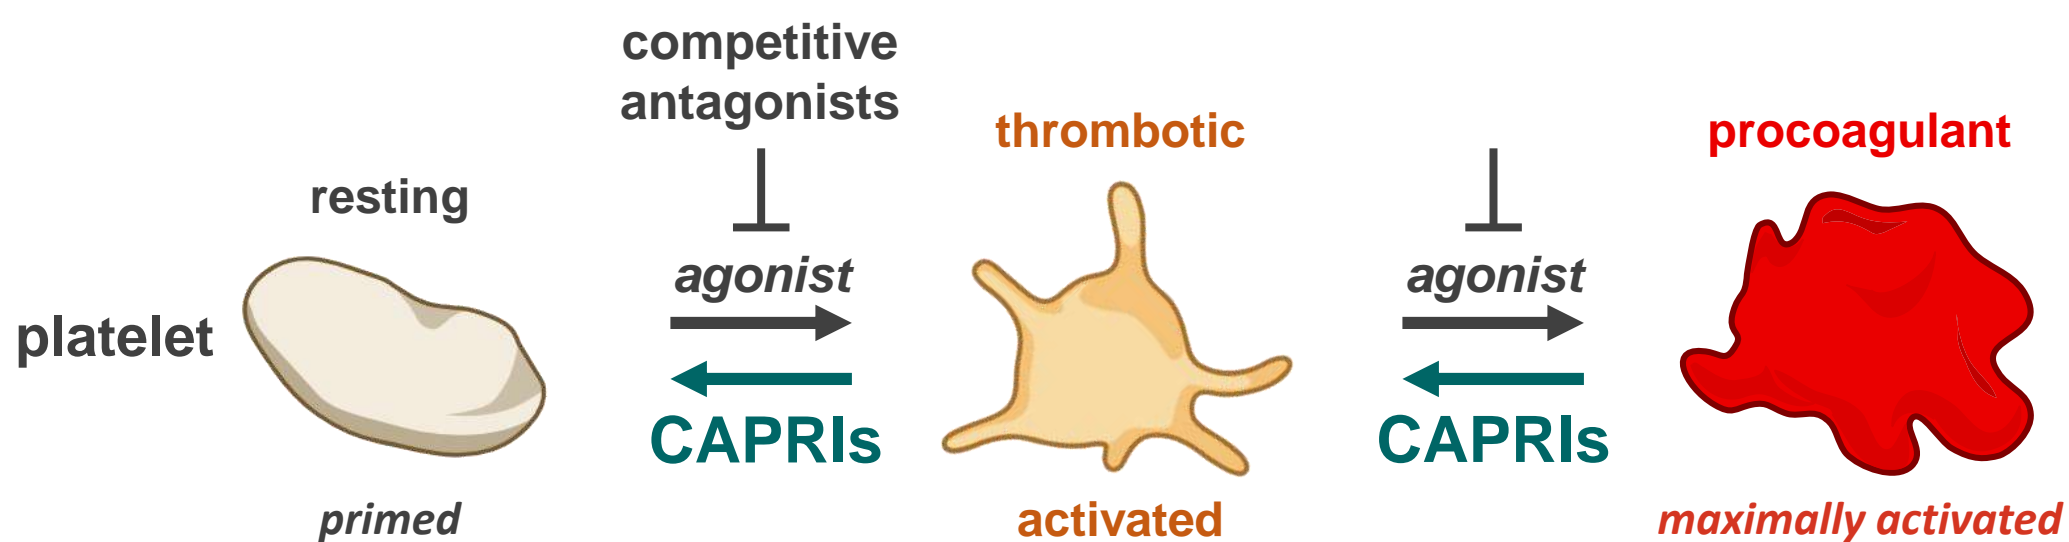 competitive
antagonists
thrombotic
procoagulant
resting
agonist
agonist
platelet
CAPRIs
CAPRIs
primed
activated
maximally activated